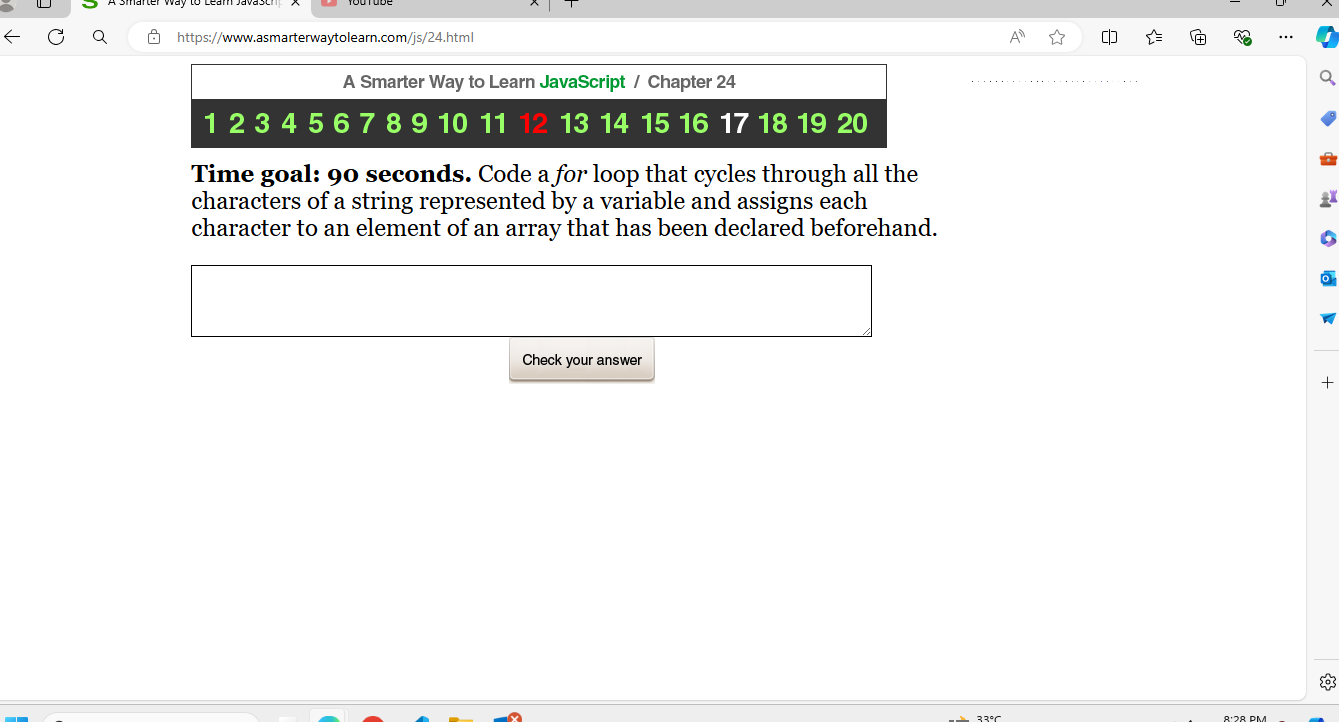 A Smarter Way to Learn JavaScri
YouTube
https://www.asmarterwaytolearn.com/js/24.html
A Smarter Way to Learn JavaScript / Chapter 24
1 2 3 4 5 6 7 8 9 10 11 12 13 14 15 16 17 18 19 20
Time goal: 90 seconds. Code a for loop that cycles through all the
characters of a string represented by a variable and assigns each
character to an element of an array that has been declared beforehand.
Check your answer
33°C
8:28 PM